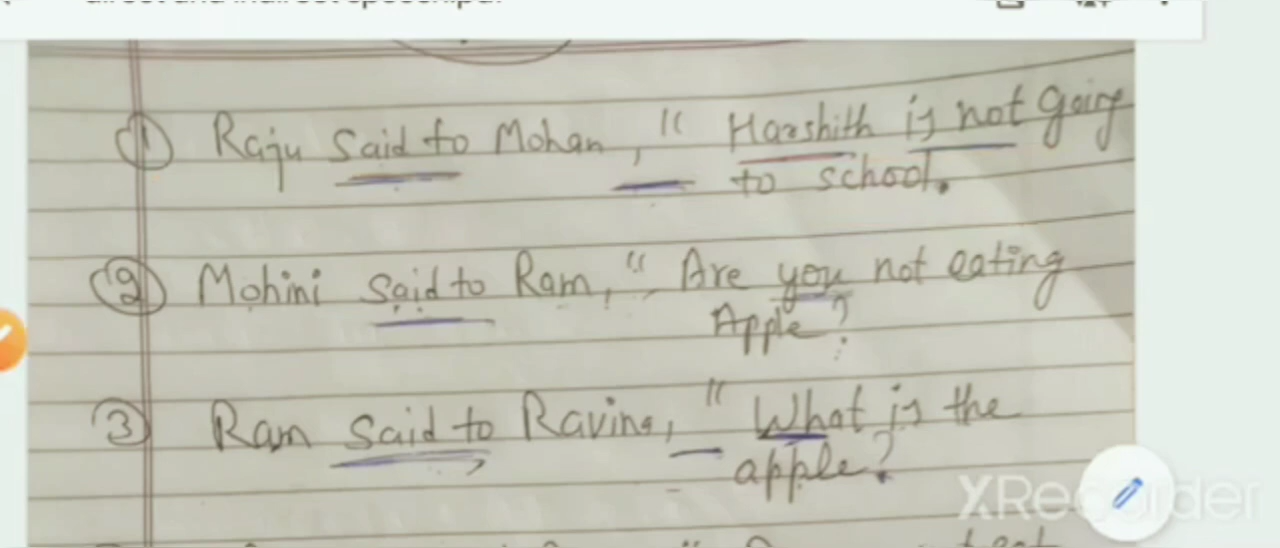 ① Raju said to Mohan, " Harshith is not going
to school.
② Mohini said to Ram, " Are you not eating
Apple?
③ Ram said to Ravina, " What is the
apple?
XRecorder